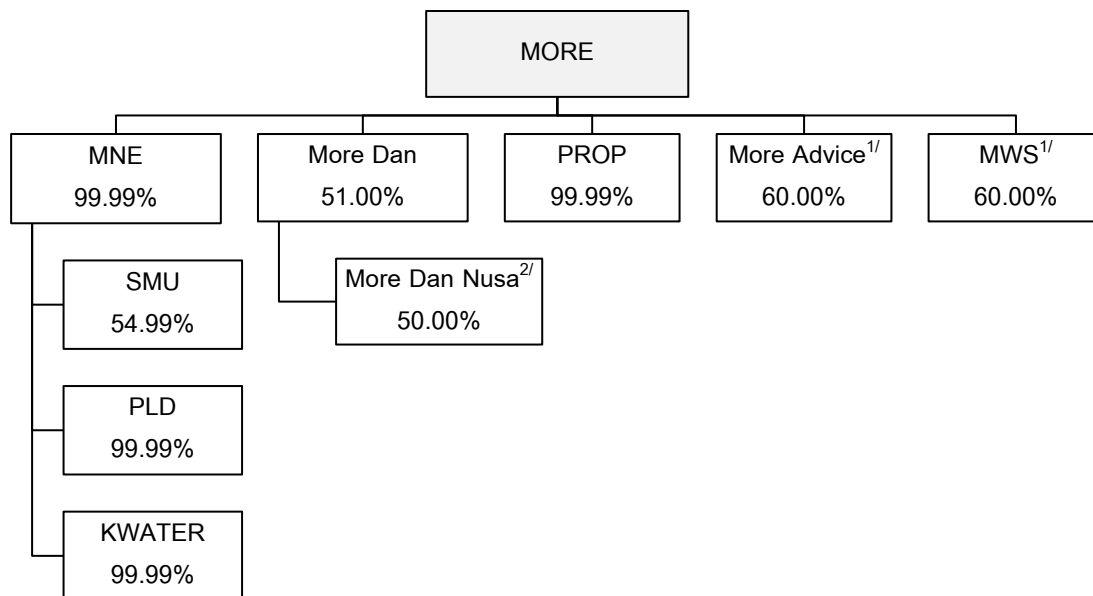 MORE
MNE
99.99%
More Dan
51.00%
PROP
99.99%
More Advice1/
60.00%
MWS1/
60.00%
SMU
54.99%
More Dan Nusa2/
50.00%
PLD
99.99%
KWATER
99.99%